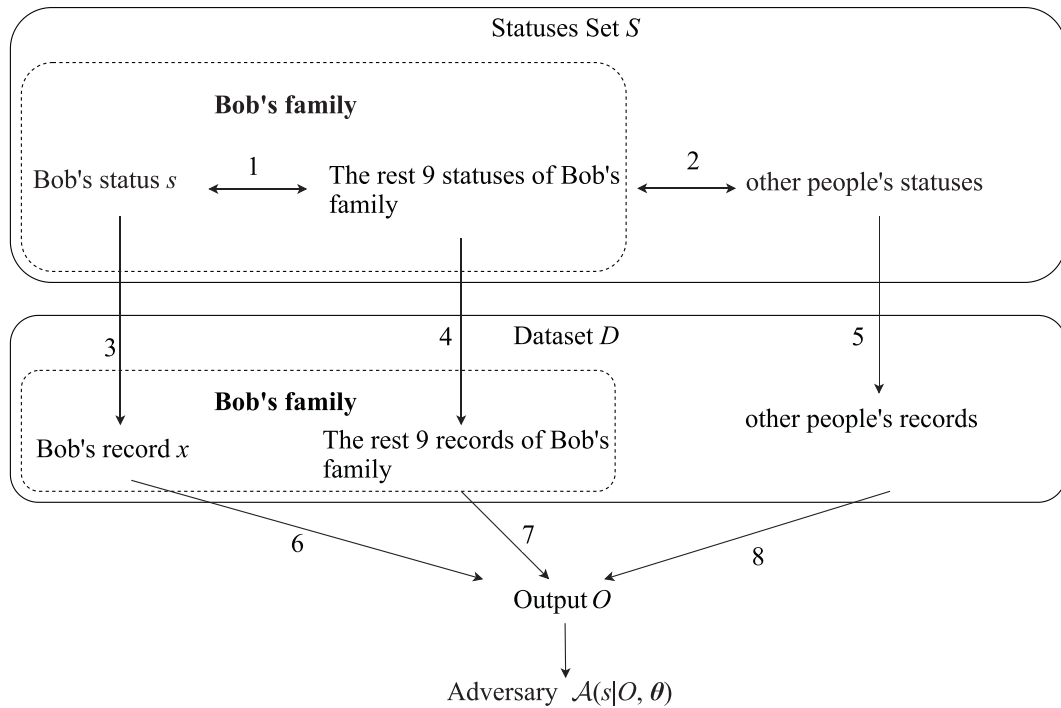 Statuses Set S
Bob's family
1
2
Bob's status s
The rest 9 statuses of Bob's
family
other people's statuses
3
4
5
Dataset D
Bob's family
other people's records
Bob's record x
The rest 9 records of Bob's
family
6
7
8
Output O
Adversary 𝒜(s|O, θ)